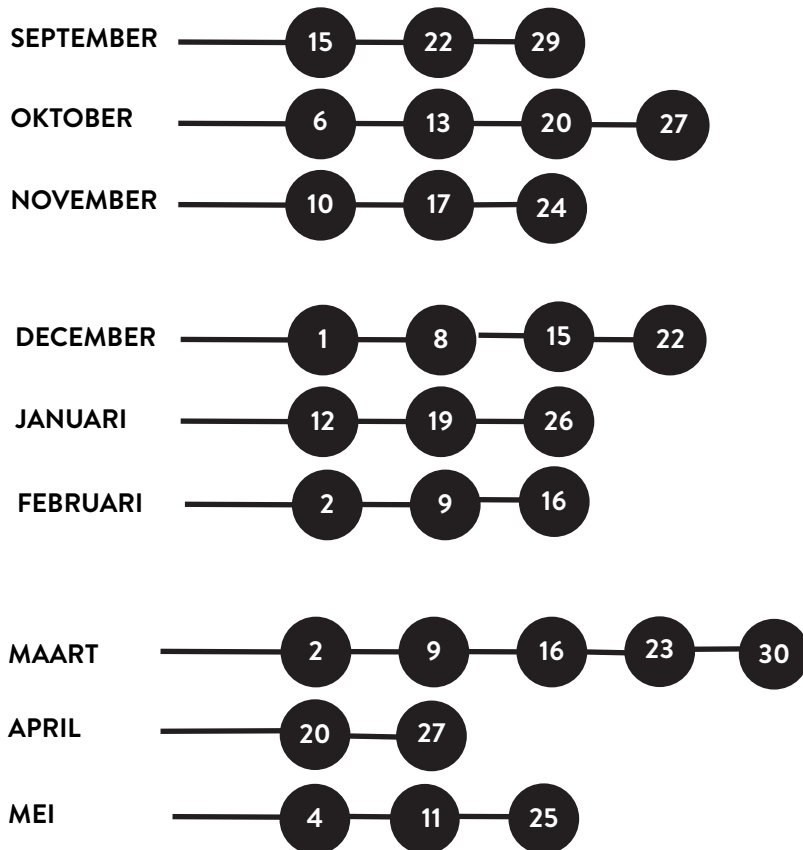 SEPTEMBER 15 22 29
OKTOBER 6 13 20 27
NOVEMBER 10 17 24
DECEMBER 1 8 15 22
JANUARI 12 19 26
FEBRUARI 2 9 16
MAART 2 9 16 23 30
APRIL 20 27
MEI 4 11 25